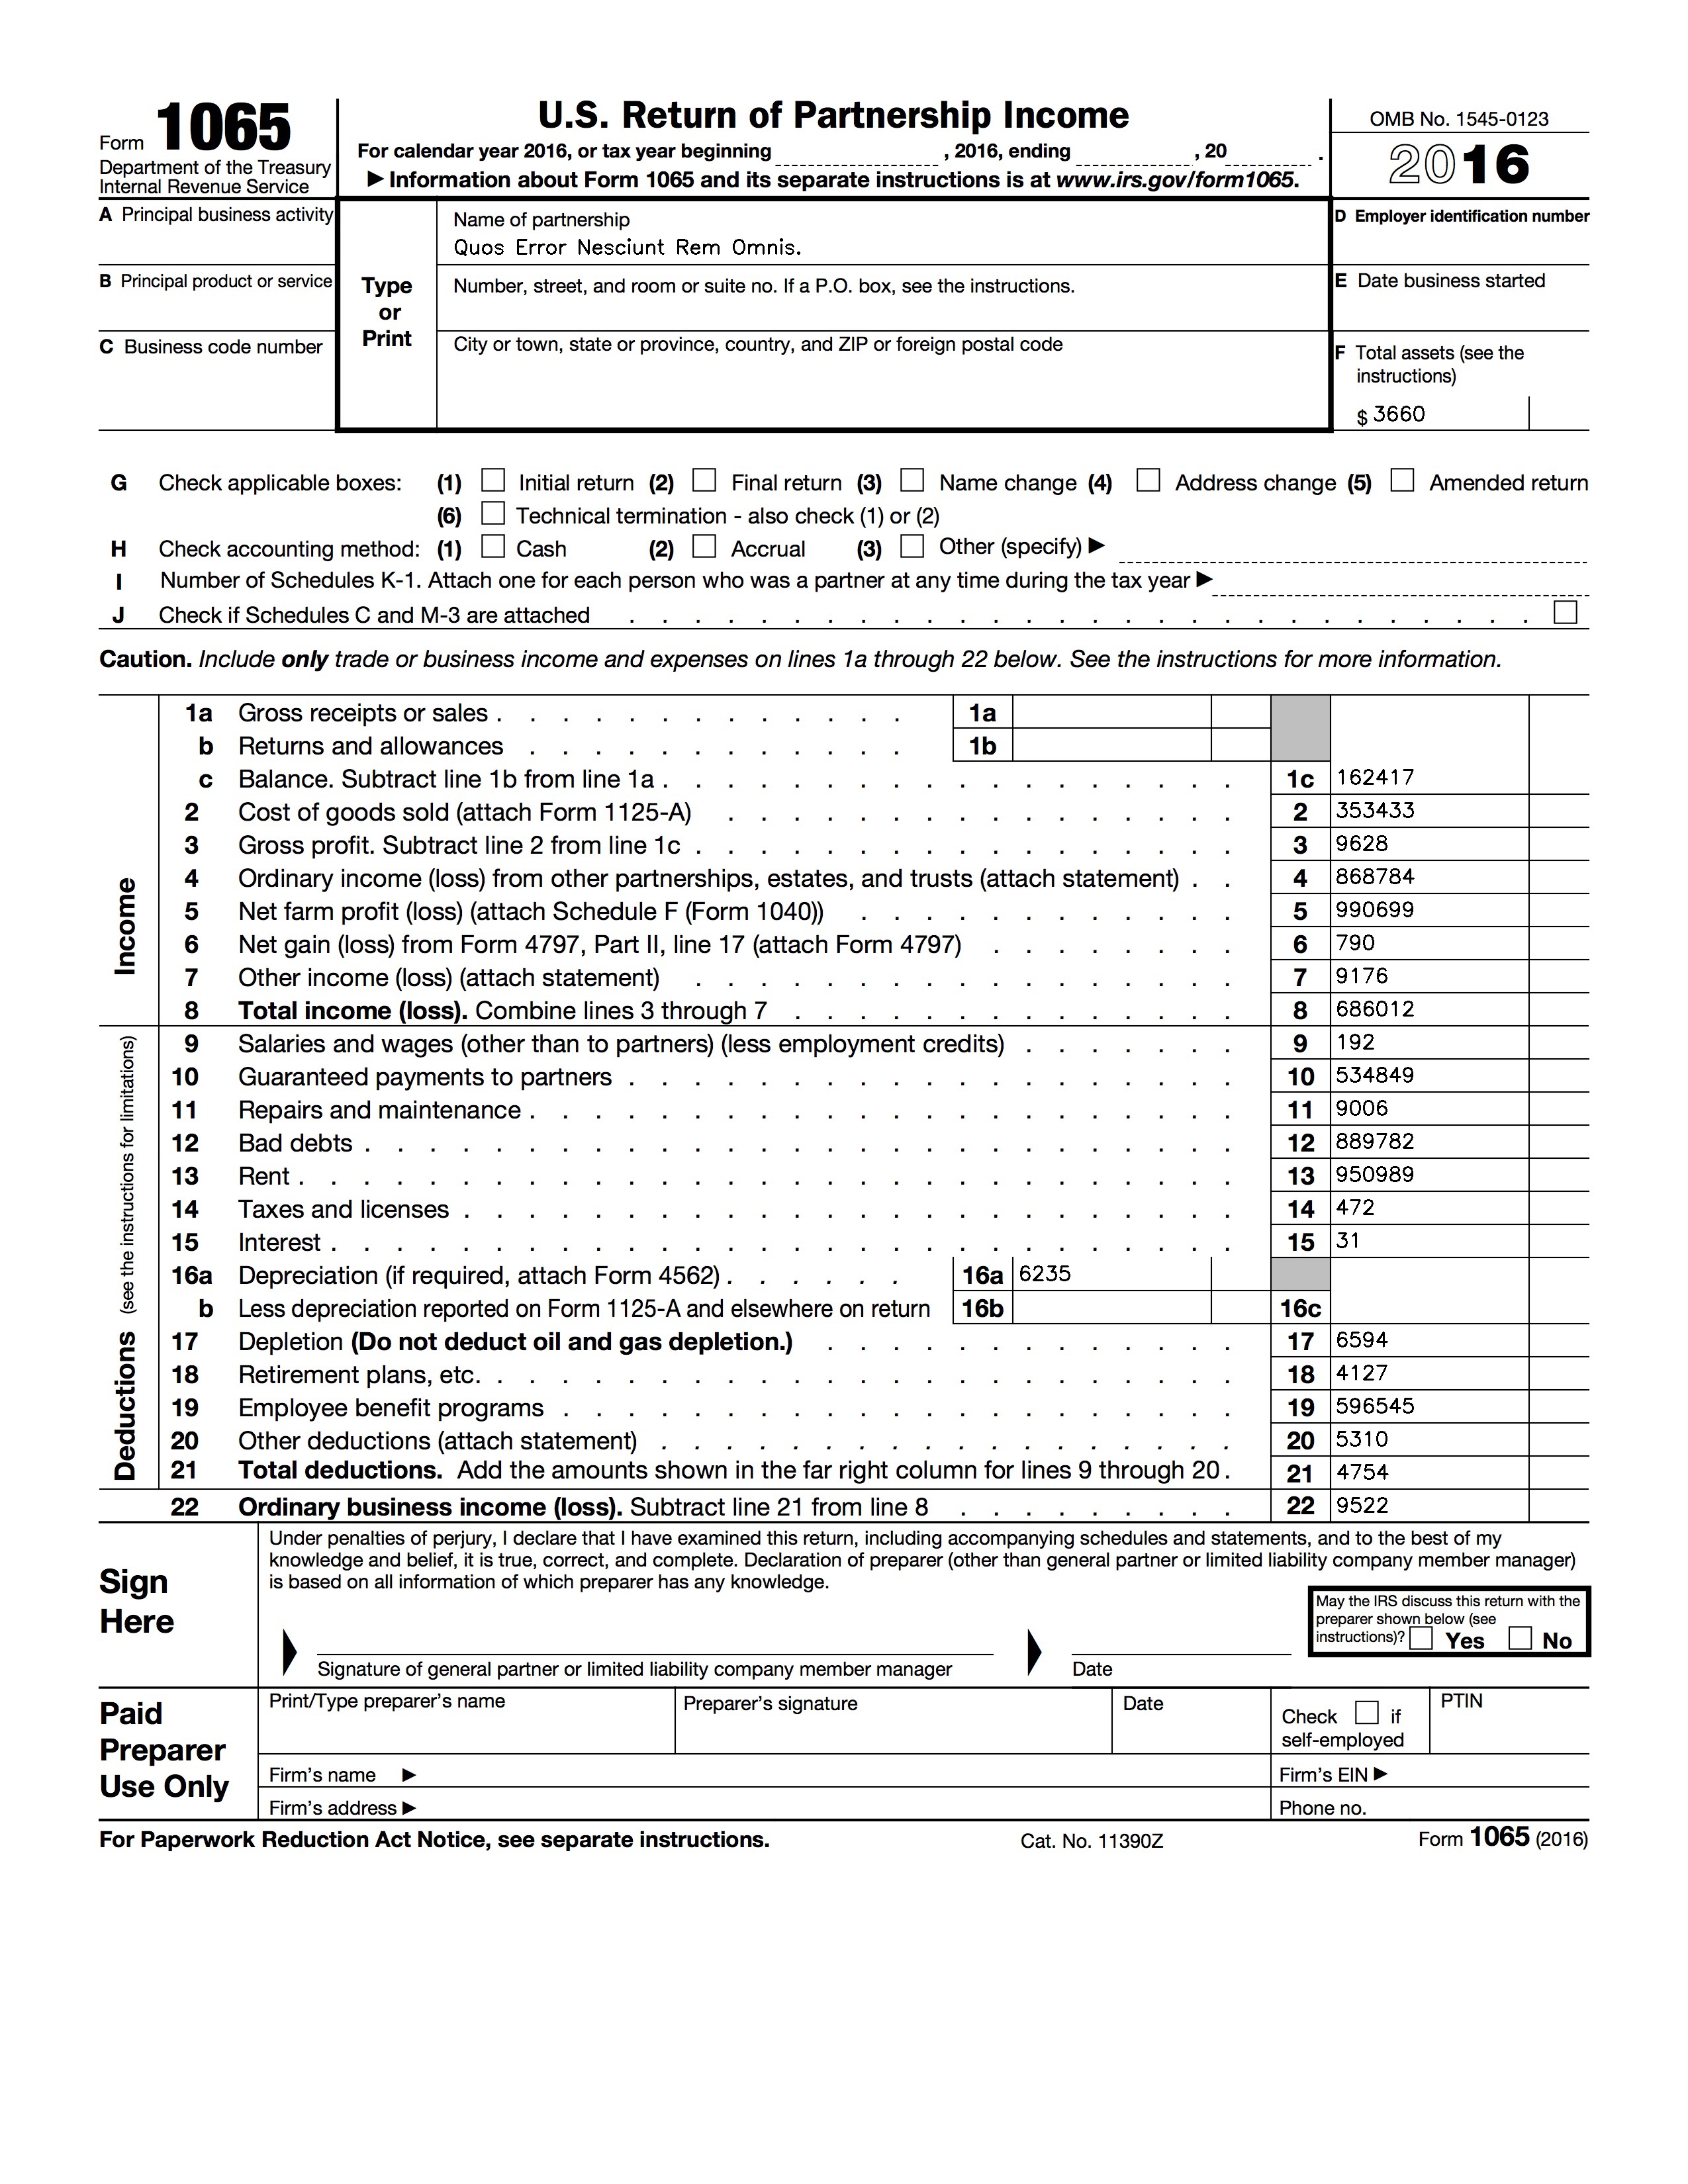 Form 1065
Department of the Treasury
Internal Revenue Service
U.S. Return of Partnership Income
For calendar year 2016, or tax year beginning , 2016, ending , 20 .
▶ Information about Form 1065 and its separate instructions is at www.irs.gov/form1065.
OMB No. 1545-0123
2016
A Principal business activity
B Principal product or service
C Business code number
Type
or
Print
Name of partnership
Quos Error Nesciunt Rem Omnis.
Number, street, and room or suite no. If a P.O. box, see the instructions.
City or town, state or province, country, and ZIP or foreign postal code
D Employer identification number
E Date business started
F Total assets (see the
instructions)
$ 3660
G Check applicable boxes: (1) Initial return (2) Final return (3) Name change (4) Address change (5) Amended return
(6) Technical termination - also check (1) or (2)
H Check accounting method: (1) Cash (2) Accrual (3) Other (specify) ▶
I Number of Schedules K-1. Attach one for each person who was a partner at any time during the tax year ▶
J Check if Schedules C and M-3 are attached
Caution. Include only trade or business income and expenses on lines 1a through 22 below. See the instructions for more information.
Income
1a Gross receipts or sales 1a
b Returns and allowances 1b
c Balance. Subtract line 1b from line 1a 1c 162417
2 Cost of goods sold (attach Form 1125-A) 2 353433
3 Gross profit. Subtract line 2 from line 1c 3 9628
4 Ordinary income (loss) from other partnerships, estates, and trusts (attach statement) 4 868784
5 Net farm profit (loss) (attach Schedule F (Form 1040)) 5 990699
6 Net gain (loss) from Form 4797, Part II, line 17 (attach Form 4797) 6 790
7 Other income (loss) (attach statement) 7 9176
8 Total income (loss). Combine lines 3 through 7 8 686012
Deductions (see the instructions for limitations)
9 Salaries and wages (other than to partners) (less employment credits) 9 192
10 Guaranteed payments to partners 10 534849
11 Repairs and maintenance 11 9006
12 Bad debts 12 889782
13 Rent 13 950989
14 Taxes and licenses 14 472
15 Interest 15 31
16a Depreciation (if required, attach Form 4562) 16a 6235
b Less depreciation reported on Form 1125-A and elsewhere on return 16b 16c
17 Depletion (Do not deduct oil and gas depletion.) 17 6594
18 Retirement plans, etc. 18 4127
19 Employee benefit programs 19 596545
20 Other deductions (attach statement) 20 5310
21 Total deductions. Add the amounts shown in the far right column for lines 9 through 20 21 4754
22 Ordinary business income (loss). Subtract line 21 from line 8 22 9522
Sign
Here
Under penalties of perjury, I declare that I have examined this return, including accompanying schedules and statements, and to the best of my
knowledge and belief, it is true, correct, and complete. Declaration of preparer (other than general partner or limited liability company member manager)
is based on all information of which preparer has any knowledge.
May the IRS discuss this return with the
preparer shown below (see
instructions)? Yes No
Signature of general partner or limited liability company member manager
Date
Paid
Preparer
Use Only
Print/Type preparer's name
Preparer's signature
Date
Check if
self-employed
PTIN
Firm's name ▶
Firm's EIN ▶
Firm's address ▶
Phone no.
For Paperwork Reduction Act Notice, see separate instructions.
Cat. No. 11390Z
Form 1065 (2016)